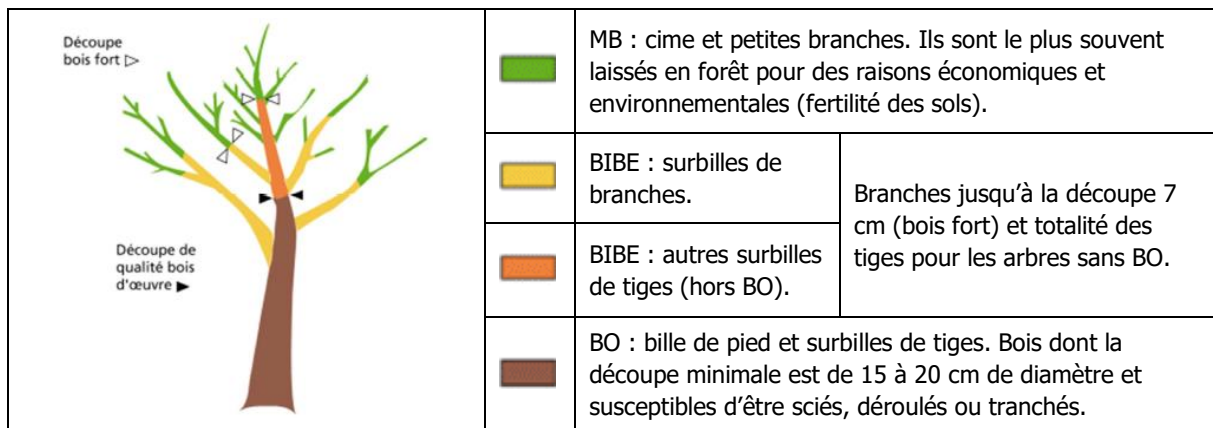 Découpe
bois fort ▷
Découpe de
qualité bois
d'œuvre ►
MB : cime et petites branches. Ils sont le plus souvent
laissés en forêt pour des raisons économiques et
environnementales (fertilité des sols).
BIBE : surbilles de
branches.
Branches jusqu’à la découpe 7
cm (bois fort) et totalité des
tiges pour les arbres sans BO.
BIBE : autres surbilles
de tiges (hors BO).
BO : bille de pied et surbilles de tiges. Bois dont la
découpe minimale est de 15 à 20 cm de diamètre et
susceptibles d’être sciés, déroulés ou tranchés.